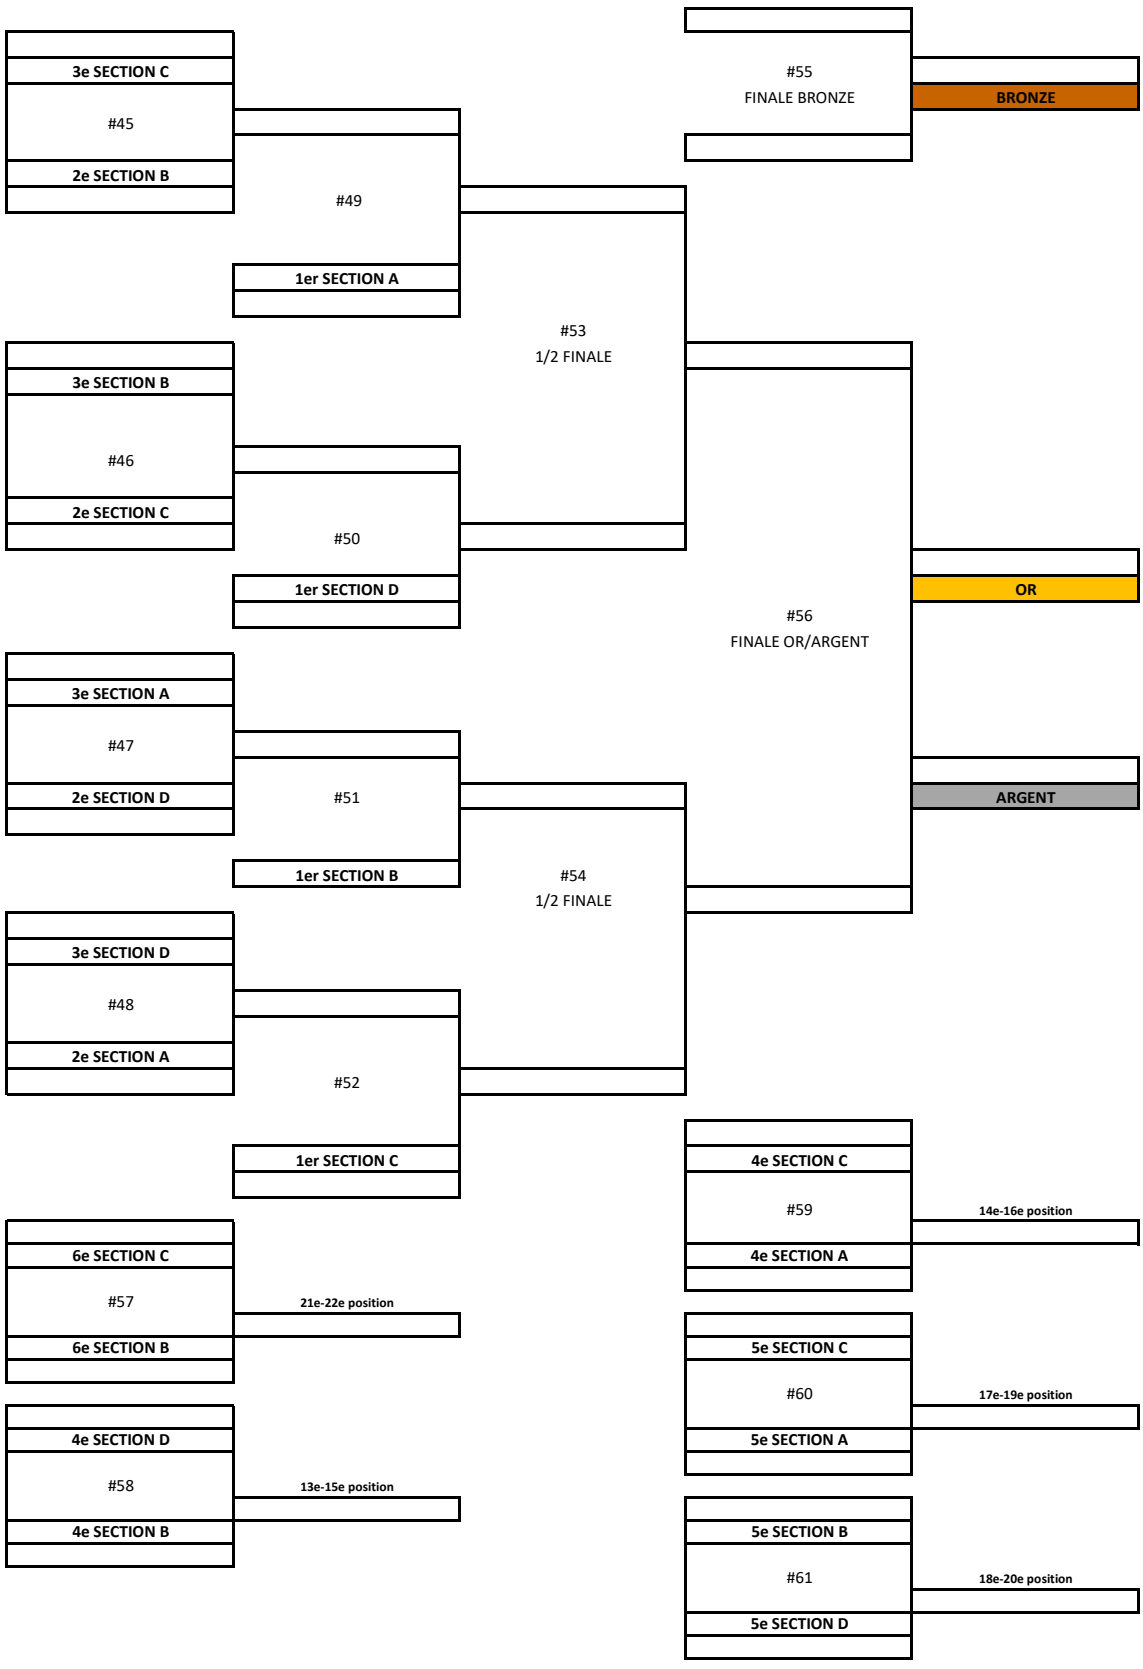 #55
FINALE BRONZE
BRONZE
3e SECTION C
#45
2e SECTION B
#49
1er SECTION A
#53
1/2 FINALE
3e SECTION B
#46
2e SECTION C
#50
1er SECTION D
OR
#56
FINALE OR/ARGENT
3e SECTION A
#47
2e SECTION D
#51
ARGENT
1er SECTION B
#54
1/2 FINALE
3e SECTION D
#48
2e SECTION A
#52
1er SECTION C
4e SECTION C
#59
14e-16e position
4e SECTION A
6e SECTION C
#57
21e-22e position
6e SECTION B
5e SECTION C
#60
17e-19e position
5e SECTION A
4e SECTION D
#58
13e-15e position
4e SECTION B
5e SECTION B
#61
18e-20e position
5e SECTION D